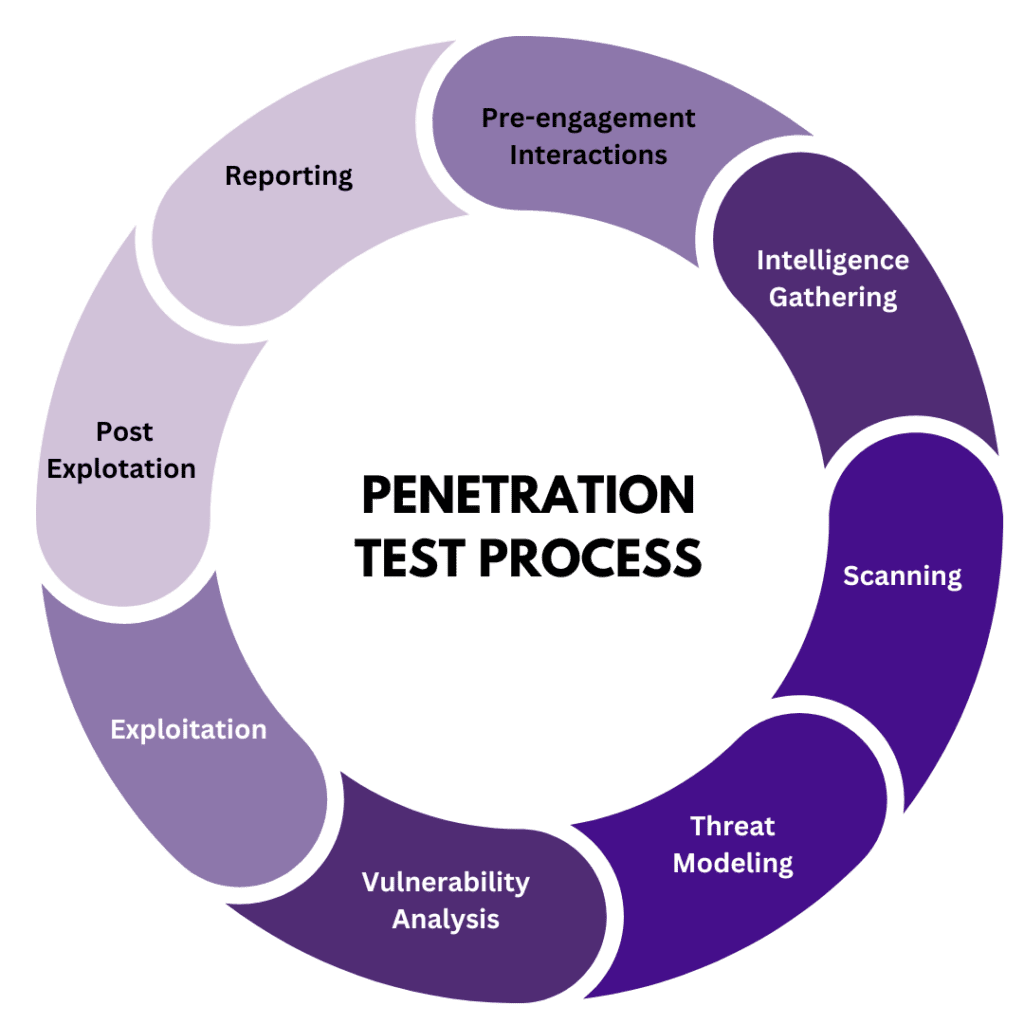 Pre-engagement
Interactions
Intelligence
Gathering
Scanning
Threat
Modeling
Vulnerability
Analysis
Exploitation
Post
Explotation
Reporting
PENETRATION
TEST PROCESS